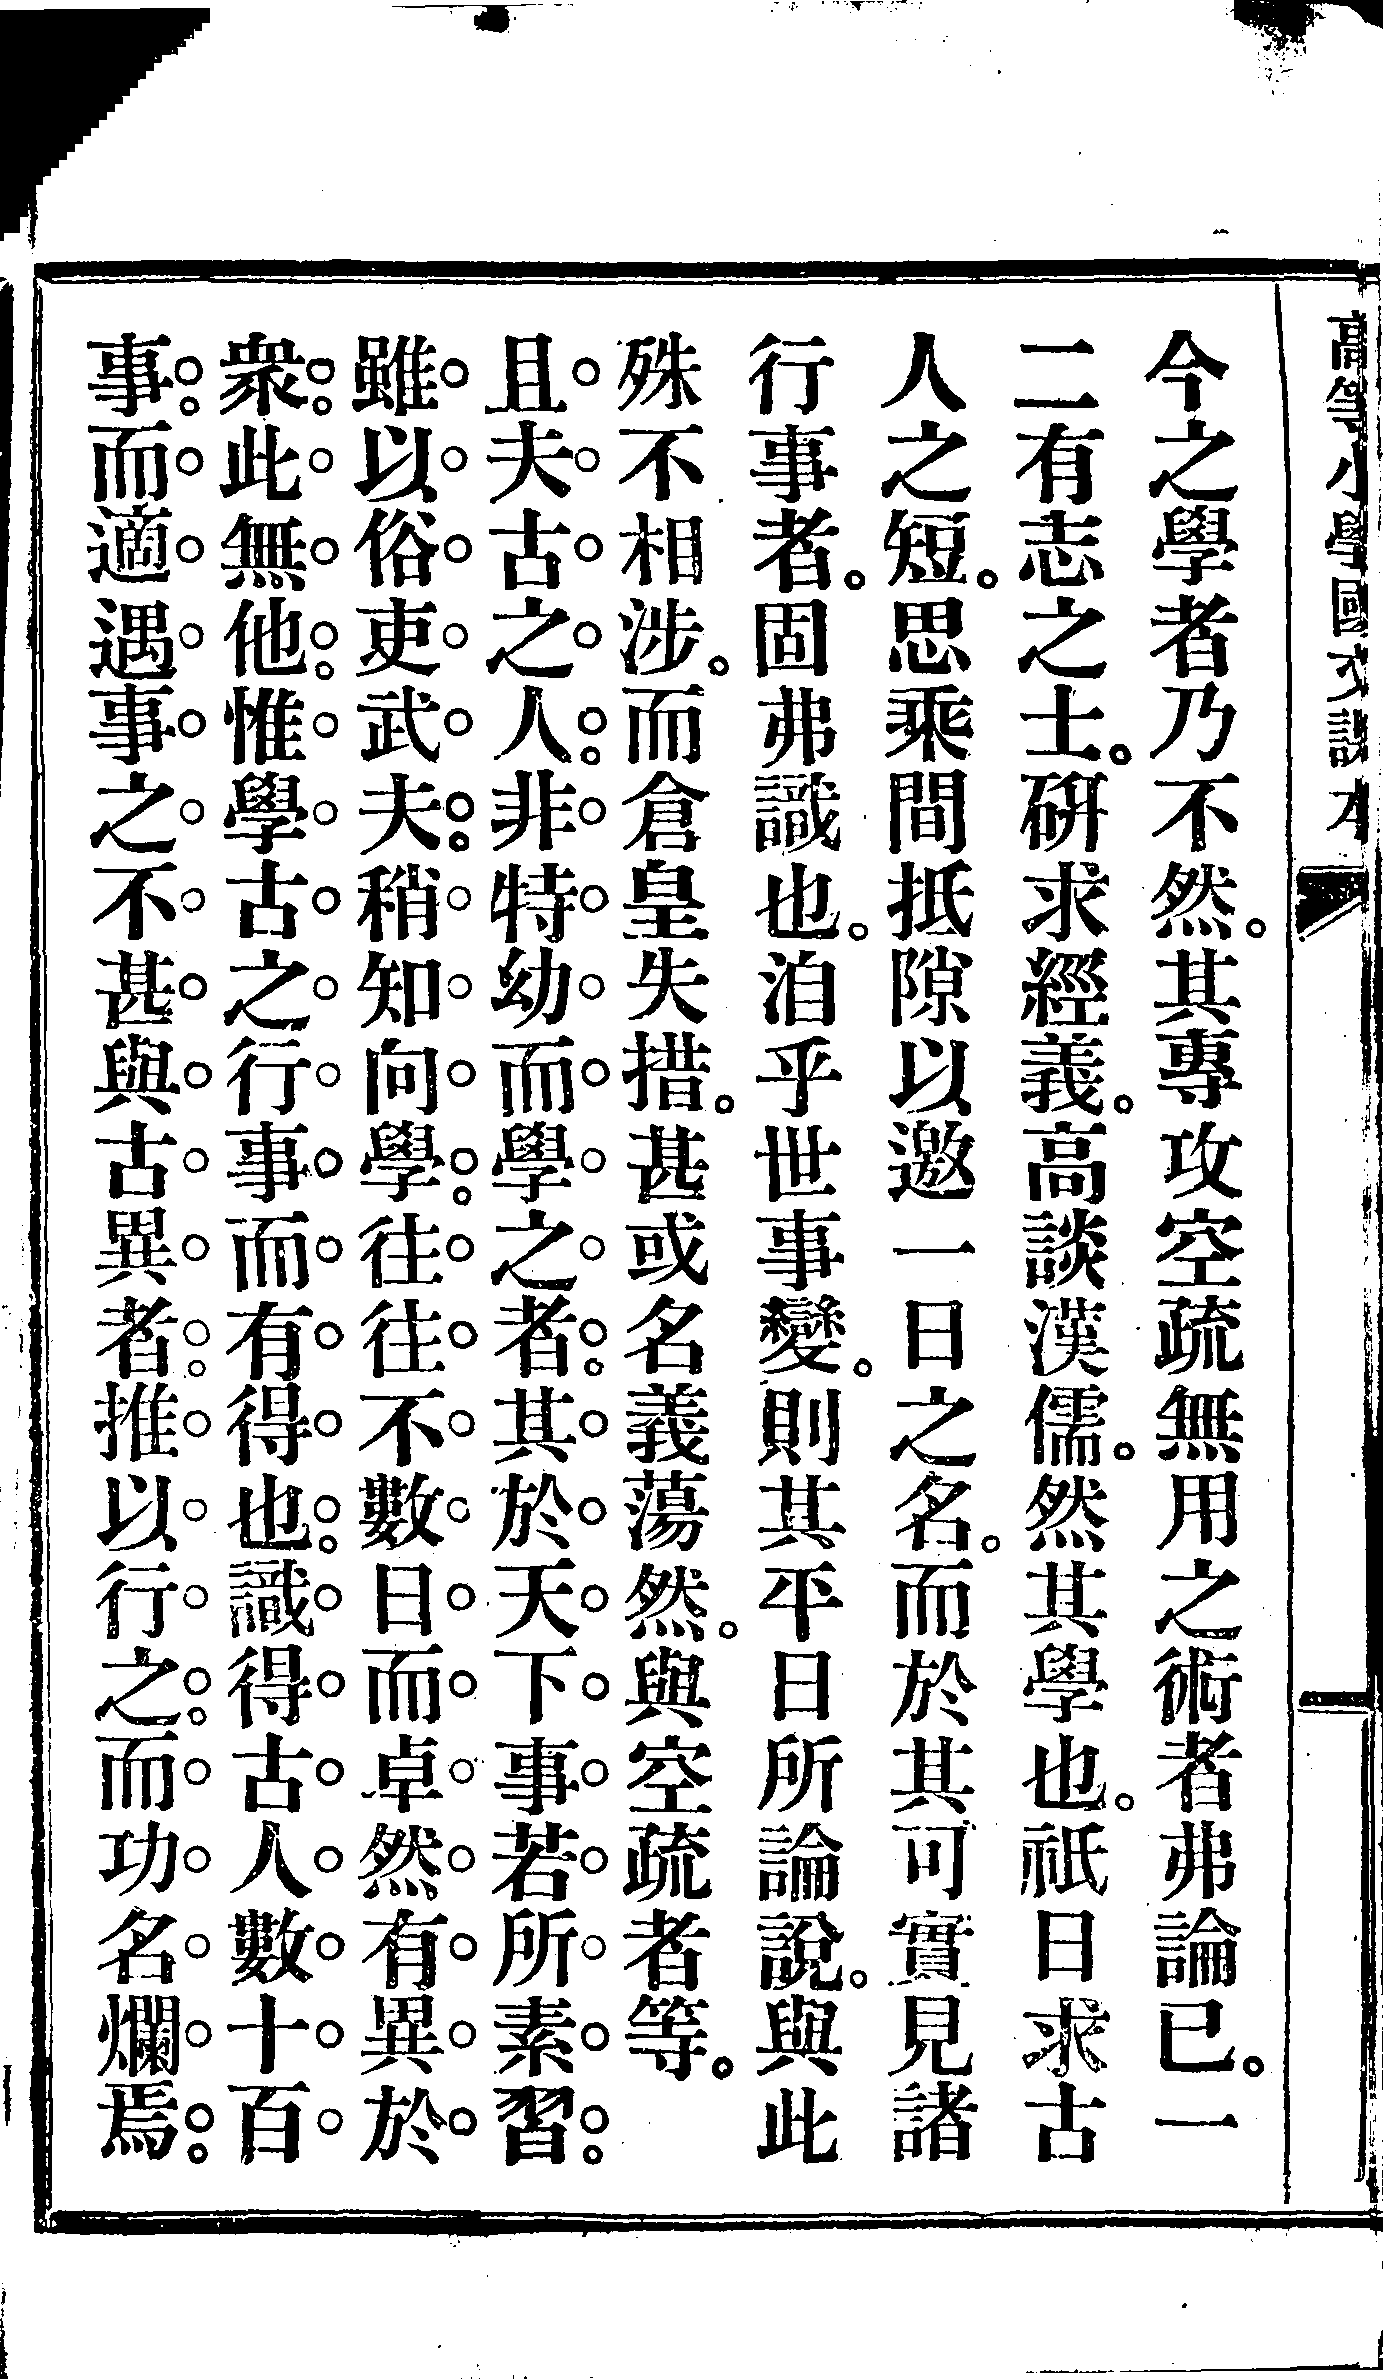 高等小學國文課本
今之學者乃不然。其專攻空疏無用之術者弗論已。一
二有志之士。研求經義。高談漢儒。然其學也。祇日求古
人之短。思乘間抵隙以邀一日之名。而於其可實見諸
行事者。固弗識也。洎乎世事變。則其平日所論說。與此
殊不相涉。而倉皇失措。甚或名義蕩然。與空疏者等。
且夫古之人。非特幼而學之者。其於天下事若所素習。
雖以俗吏武夫。稍知向學。往往不數日而卓然有異於
衆。此無他。惟學古之行事而有得也。識得古人數十百
事。而適遇事之不甚與古異者。推以行之。而功名爛焉。